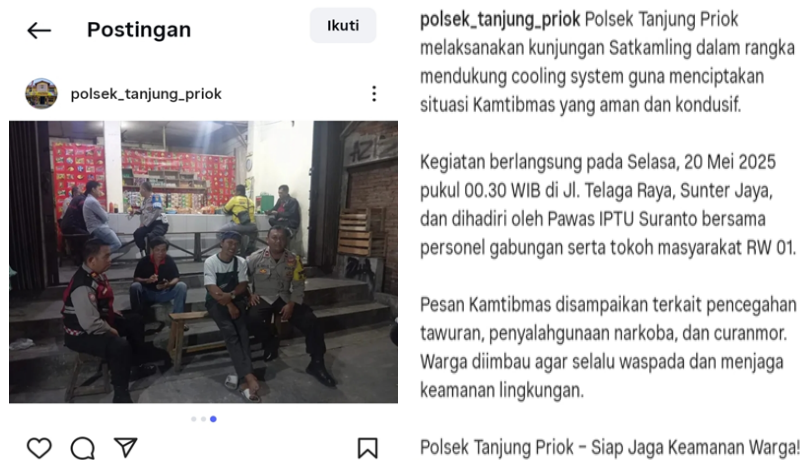 Postingan
Ikuti
polsek_tanjung_priok
polsek_tanjung_priok Polsek Tanjung Priok
melaksanakan kunjungan Satkamling dalam rangka
mendukung cooling system guna menciptakan
situasi Kamtibmas yang aman dan kondusif.
Kegiatan berlangsung pada Selasa, 20 Mei 2025
pukul 00.30 WIB di Jl. Telaga Raya, Sunter Jaya,
dan dihadiri oleh Pawas IPTU Suranto bersama
personel gabungan serta tokoh masyarakat RW 01.
Pesan Kamtibmas disampaikan terkait pencegahan
tawuran, penyalahgunaan narkoba, dan curanmor.
Warga diimbau agar selalu waspada dan menjaga
keamanan lingkungan.
Polsek Tanjung Priok – Siap Jaga Keamanan Warga!